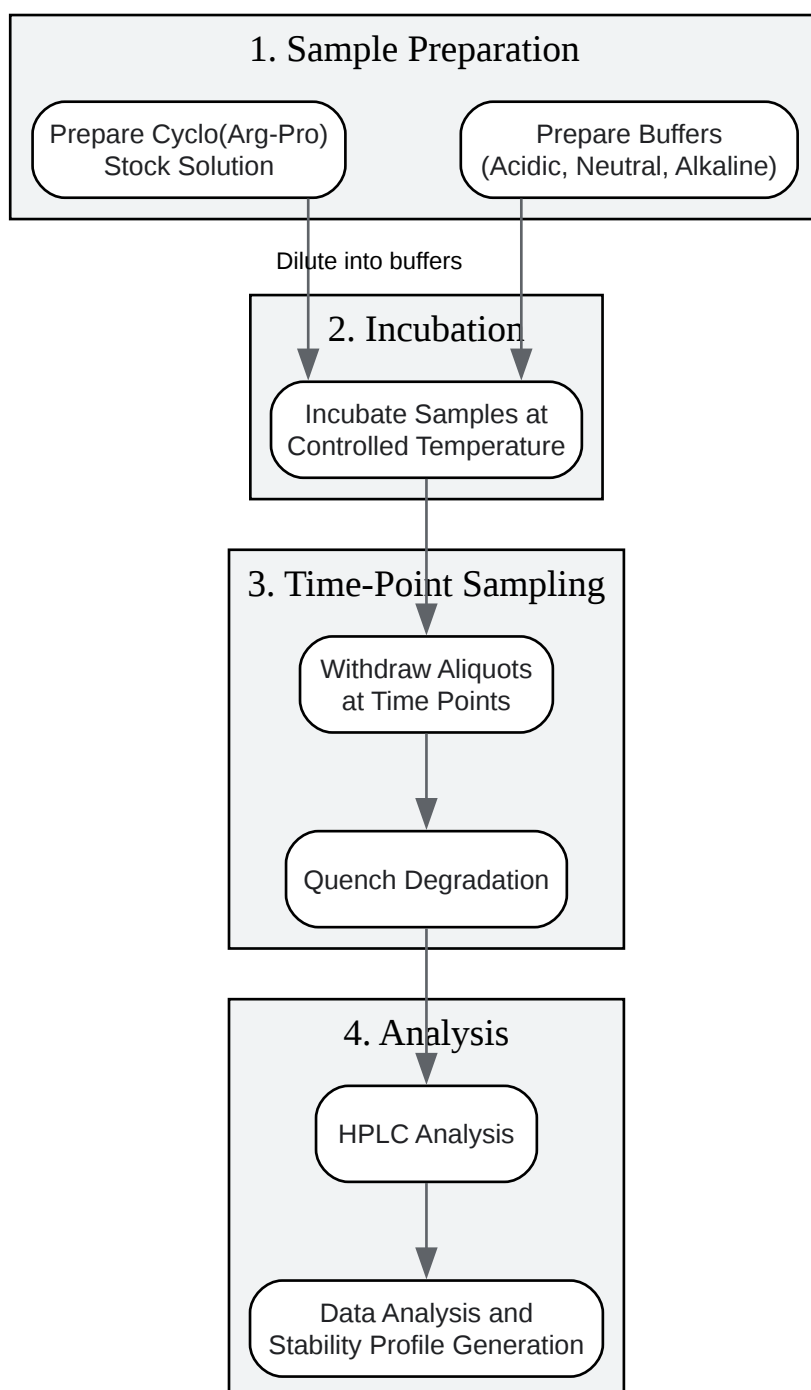 1. Sample Preparation
Prepare Cyclo(Arg-Pro)
Stock Solution
Prepare Buffers
(Acidic, Neutral, Alkaline)
Dilute into buffers
2. Incubation
Incubate Samples at
Controlled Temperature
3. Time-Point Sampling
Withdraw Aliquots
at Time Points
Quench Degradation
4. Analysis
HPLC Analysis
Data Analysis and
Stability Profile Generation